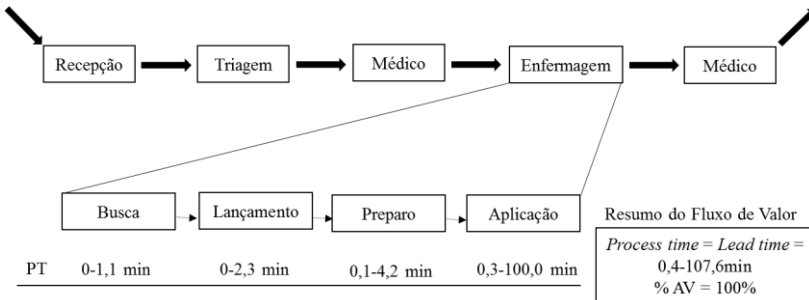 Recepção Triagem Médico Enfermagem Médico
Busca Lançamento Preparo Aplicação
Resumo do Fluxo de Valor
Process time = Lead time =
PT 0-1,1 min 0-2,3 min 0,1-4,2 min 0,3-100,0 min
0,4-107,6min
% AV = 100%